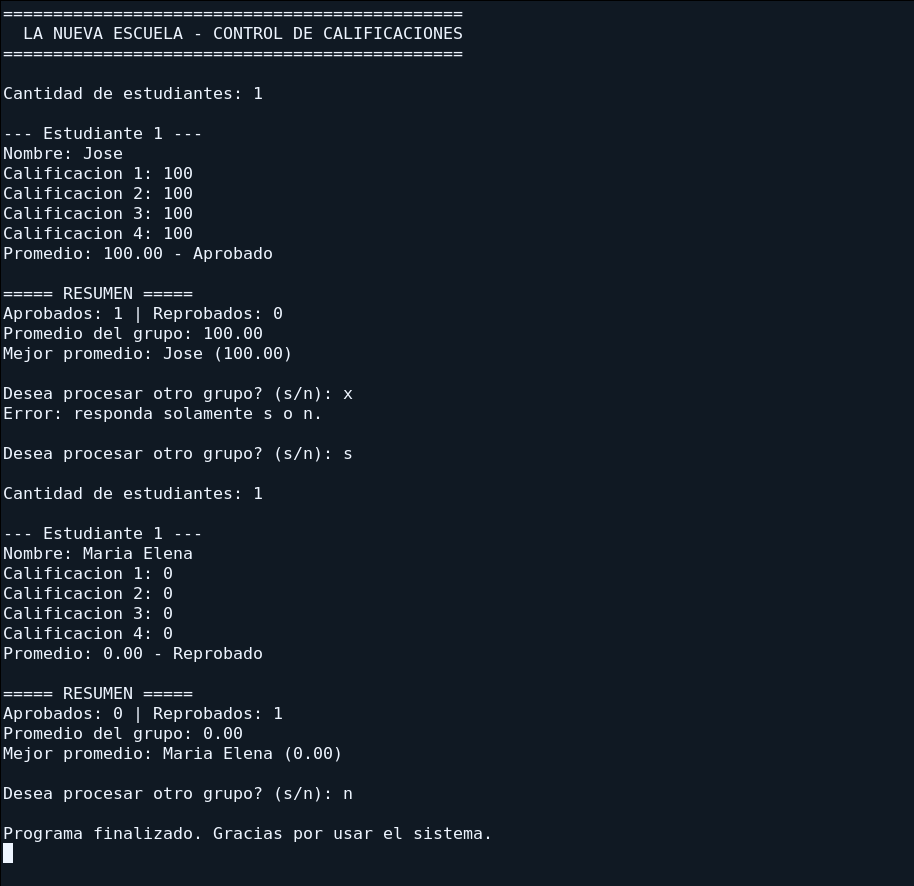 ==============================================
  LA NUEVA ESCUELA - CONTROL DE CALIFICACIONES
==============================================

Cantidad de estudiantes: 1

--- Estudiante 1 ---
Nombre: Jose
Calificacion 1: 100
Calificacion 2: 100
Calificacion 3: 100
Calificacion 4: 100
Promedio: 100.00 - Aprobado

===== RESUMEN =====
Aprobados: 1 | Reprobados: 0
Promedio del grupo: 100.00
Mejor promedio: Jose (100.00)

Desea procesar otro grupo? (s/n): x
Error: responda solamente s o n.

Desea procesar otro grupo? (s/n): s

Cantidad de estudiantes: 1

--- Estudiante 1 ---
Nombre: Maria Elena
Calificacion 1: 0
Calificacion 2: 0
Calificacion 3: 0
Calificacion 4: 0
Promedio: 0.00 - Reprobado

===== RESUMEN =====
Aprobados: 0 | Reprobados: 1
Promedio del grupo: 0.00
Mejor promedio: Maria Elena (0.00)

Desea procesar otro grupo? (s/n): n

Programa finalizado. Gracias por usar el sistema.